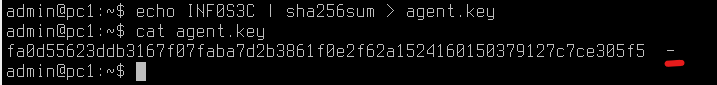 admin@pc1:~$ echo INF0S3C | sha256sum > agent.key
admin@pc1:~$ cat agent.key
fa0d55623ddb3167f07faba7d2b3861f0e2f62a1524160150379127c7ce305f5  -
admin@pc1:~$